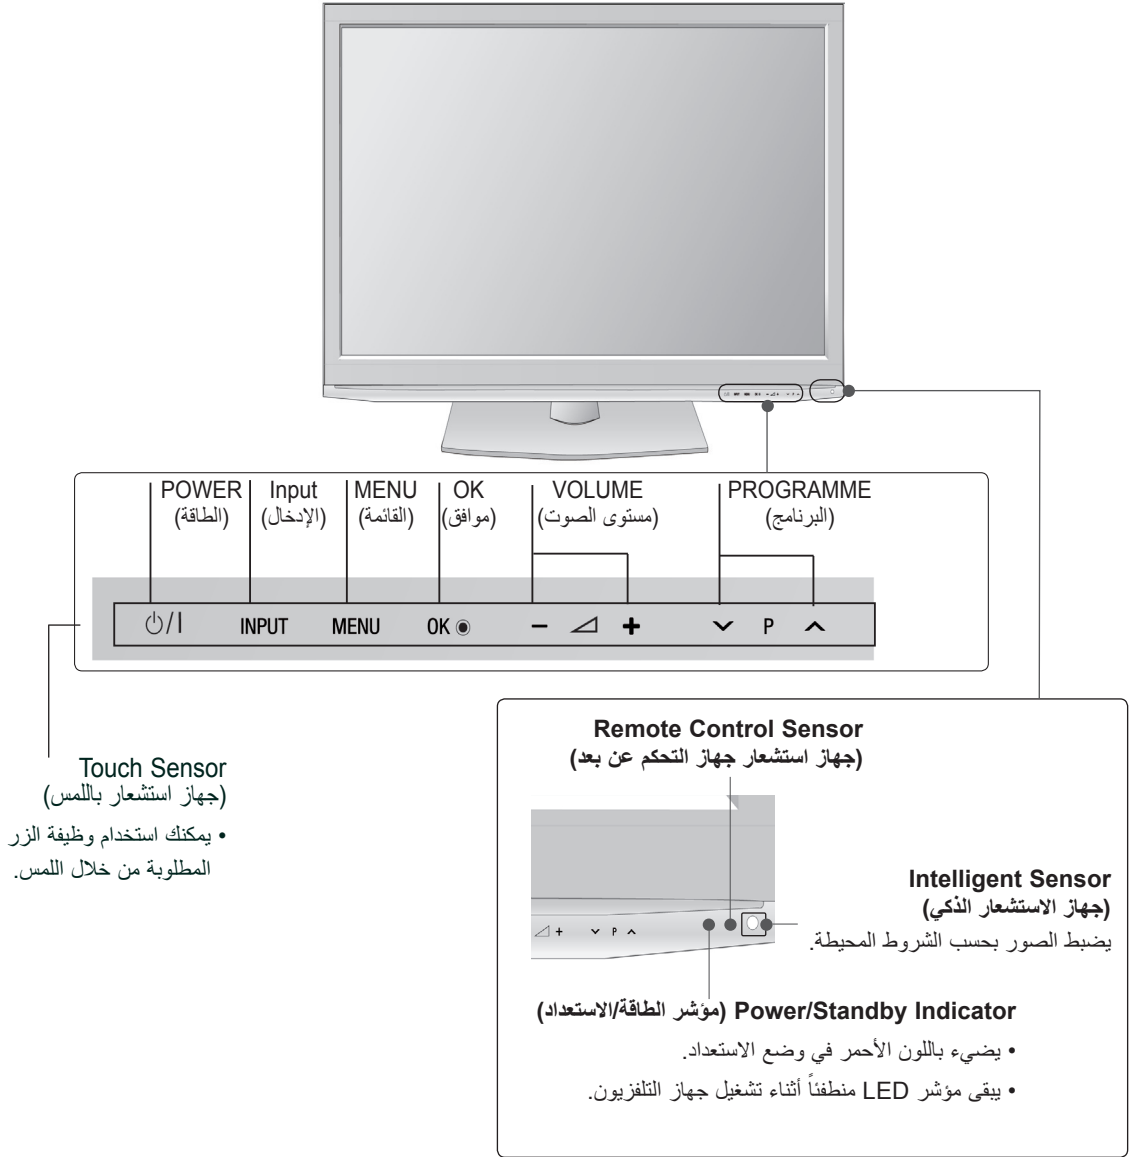 POWER
(الطاقة)
Input
(الإدخال)
MENU
(القائمة)
OK
(موافق)
VOLUME
(مستوى الصوت)
PROGRAMME
(البرنامج)
⏻/I INPUT MENU OK ◉ − ⊿ + ⌄ P ⌃
Touch Sensor
(جهاز استشعار باللمس)
• يمكنك استخدام وظيفة الزر
المطلوبة من خلال اللمس.
Remote Control Sensor
(جهاز استشعار جهاز التحكم عن بعد)
⊿ + ⌄ P ⌃
Intelligent Sensor
(جهاز الاستشعار الذكي)
يضبط الصور بحسب الشروط المحيطة.
Power/Standby Indicator (مؤشر الطاقة/الاستعداد)
• يضيء باللون الأحمر في وضع الاستعداد.
• يبقى مؤشر LED منطفئاً أثناء تشغيل جهاز التلفزيون.